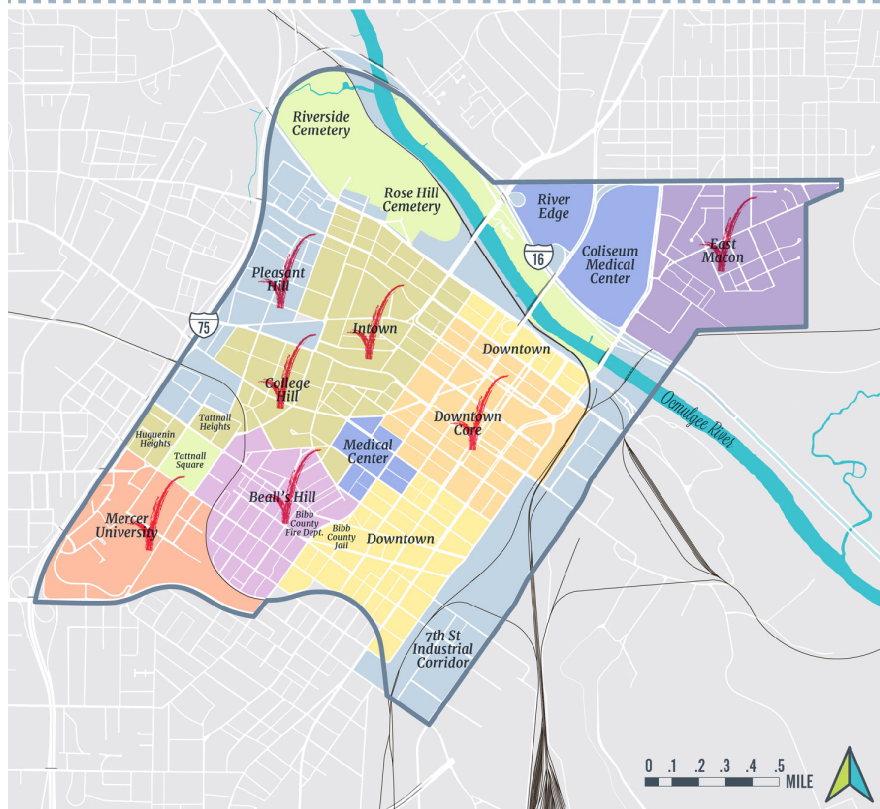 Riverside
Cemetery
Rose Hill
Cemetery
River
Edge
16
Coliseum
Medical
Center
East
Macon
Pleasant
Hill
75
Intown
Downtown
College
Hill
Downtown
Core
Tattnall
Heights
Huguenin
Heights
Tattnall
Square
Medical
Center
Ocmulgee River
Beall's Hill
Mercer
University
Bibb
County
Fire Dept.
Bibb
County
Jail
Downtown
7th St
Industrial
Corridor
0 .1 .2 .3 .4 .5
MILE